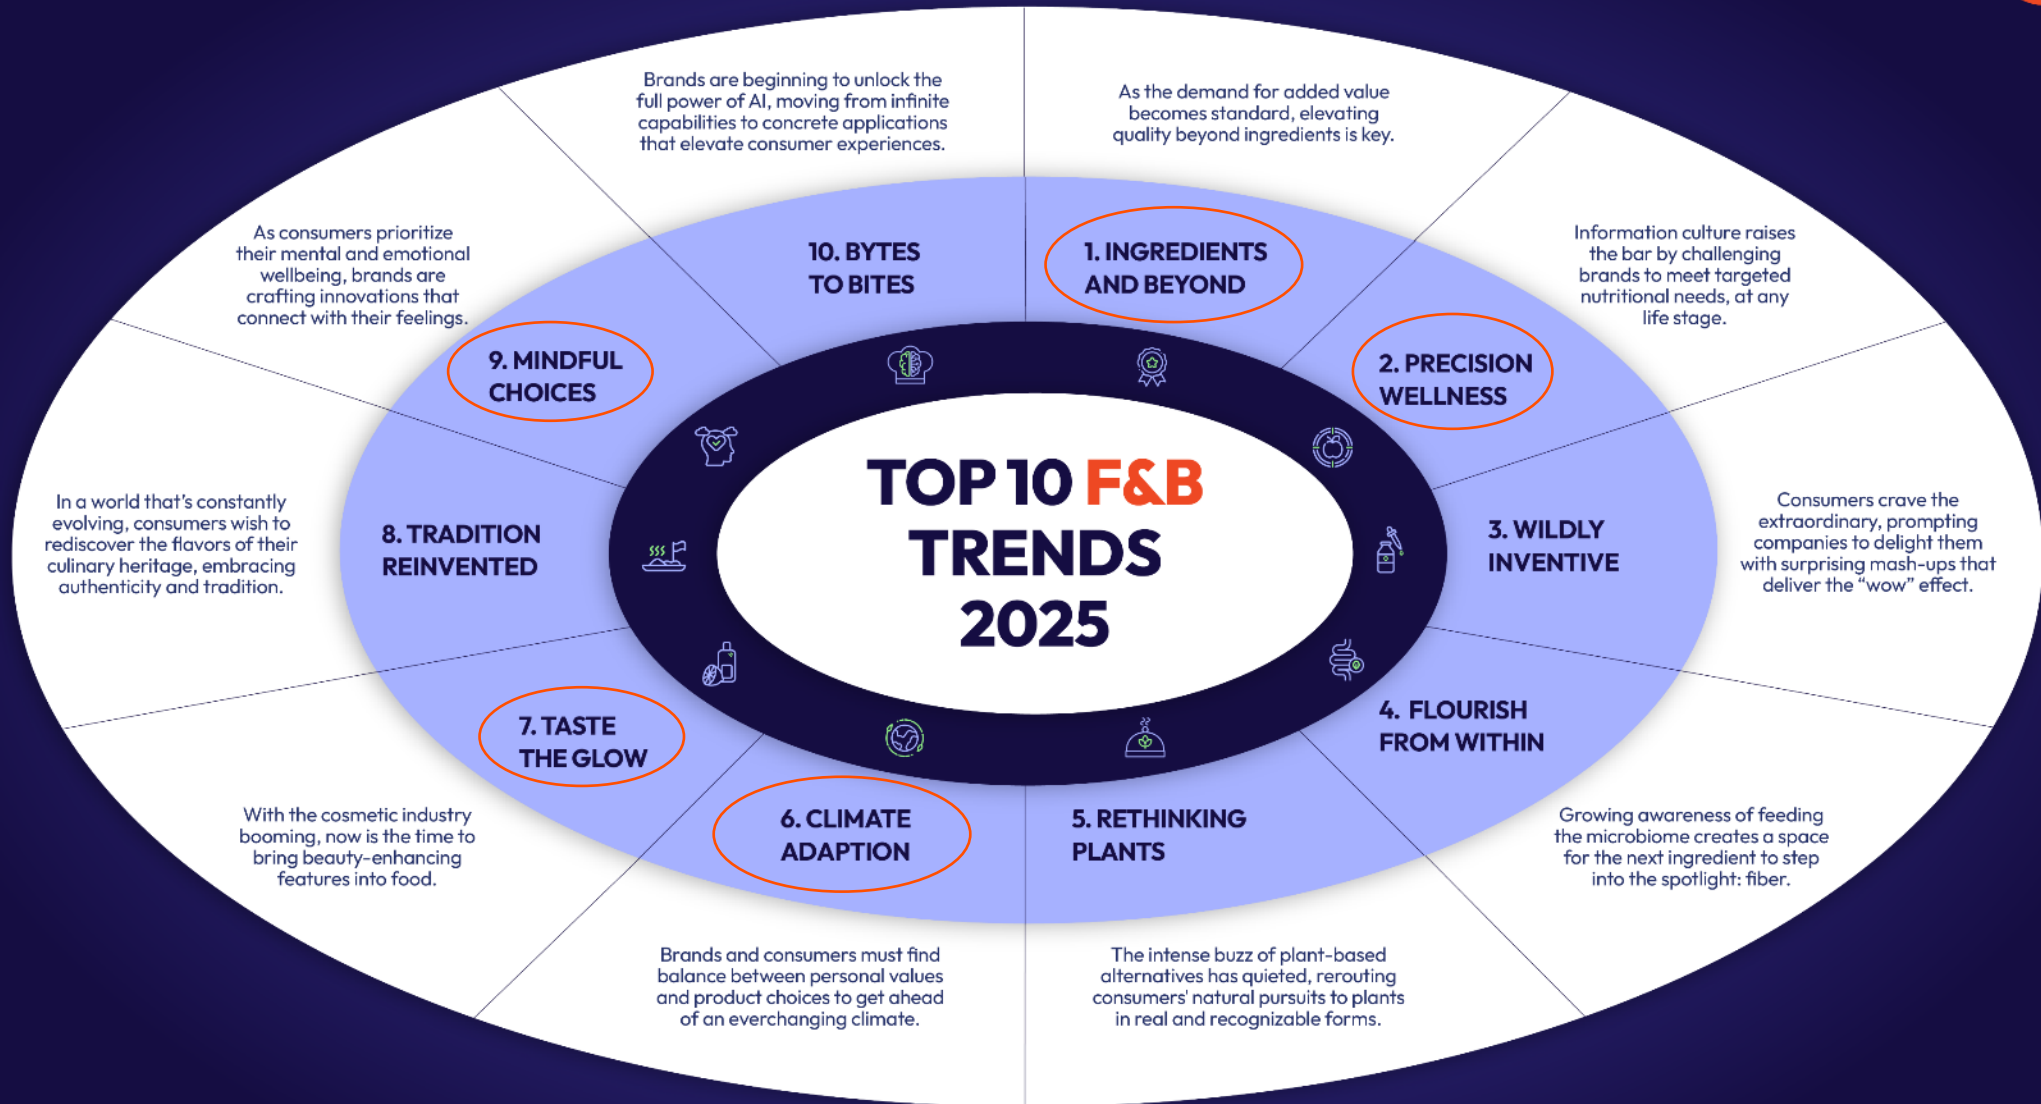 TOP 10 F&B
TRENDS
2025
1. INGREDIENTS
AND BEYOND
As the demand for added value
becomes standard, elevating
quality beyond ingredients is key.
2. PRECISION
WELLNESS
Information culture raises
the bar by challenging
brands to meet targeted
nutritional needs, at any
life stage.
3. WILDLY
INVENTIVE
Consumers crave the
extraordinary, prompting
companies to delight them
with surprising mash-ups that
deliver the “wow” effect.
4. FLOURISH
FROM WITHIN
Growing awareness of feeding
the microbiome creates a space
for the next ingredient to step
into the spotlight: fiber.
5. RETHINKING
PLANTS
The intense buzz of plant-based
alternatives has quieted, rerouting
consumers' natural pursuits to plants
in real and recognizable forms.
6. CLIMATE
ADAPTION
Brands and consumers must find
balance between personal values
and product choices to get ahead
of an everchanging climate.
7. TASTE
THE GLOW
With the cosmetic industry
booming, now is the time to
bring beauty-enhancing
features into food.
8. TRADITION
REINVENTED
In a world that’s constantly
evolving, consumers wish to
rediscover the flavors of their
culinary heritage, embracing
authenticity and tradition.
9. MINDFUL
CHOICES
As consumers prioritize
their mental and emotional
wellbeing, brands are
crafting innovations that
connect with their feelings.
10. BYTES
TO BITES
Brands are beginning to unlock the
full power of AI, moving from infinite
capabilities to concrete applications
that elevate consumer experiences.